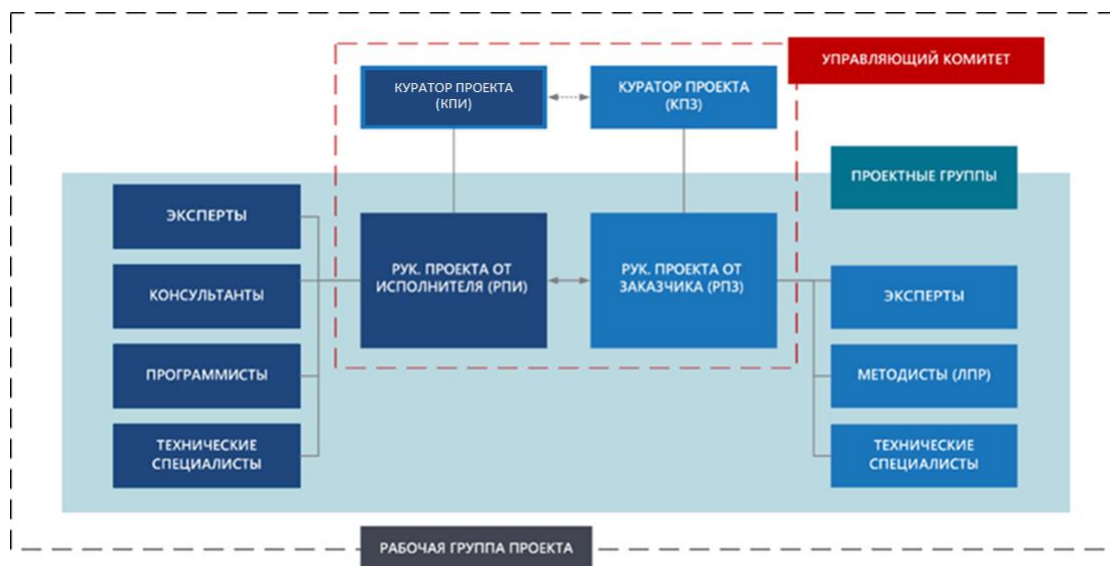 УПРАВЛЯЮЩИЙ КОМИТЕТ
КУРАТОР ПРОЕКТА
(КПИ)
КУРАТОР ПРОЕКТА
(КПЗ)
ПРОЕКТНЫЕ ГРУППЫ
ЭКСПЕРТЫ
КОНСУЛЬТАНТЫ
ПРОГРАММИСТЫ
ТЕХНИЧЕСКИЕ
СПЕЦИАЛИСТЫ
РУК. ПРОЕКТА ОТ
ИСПОЛНИТЕЛЯ (РПИ)
РУК. ПРОЕКТА ОТ
ЗАКАЗЧИКА (РПЗ)
ЭКСПЕРТЫ
МЕТОДИСТЫ (ЛПР)
ТЕХНИЧЕСКИЕ
СПЕЦИАЛИСТЫ
РАБОЧАЯ ГРУППА ПРОЕКТА